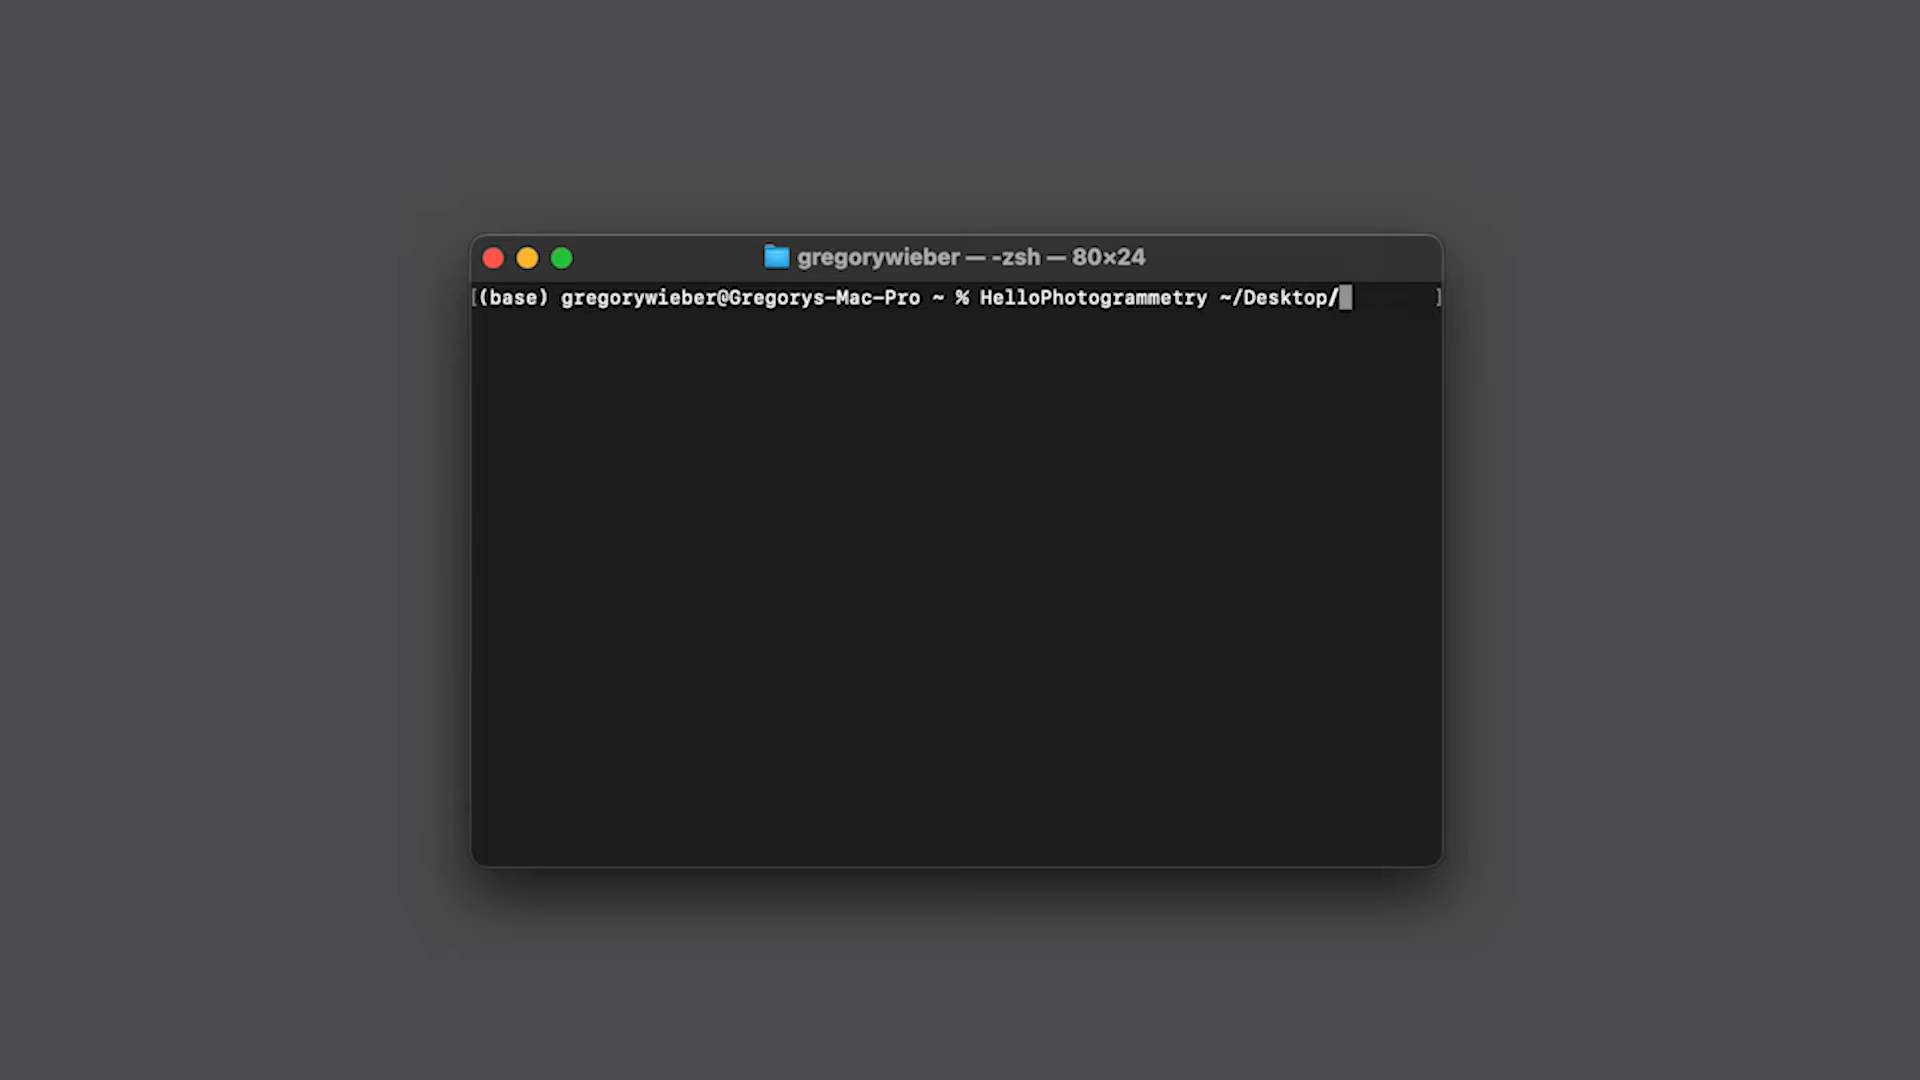 gregorywieber — -zsh — 80×24
[(base) gregorywieber@Gregorys-Mac-Pro ~ % HelloPhotogrammetry ~/Desktop/ ]